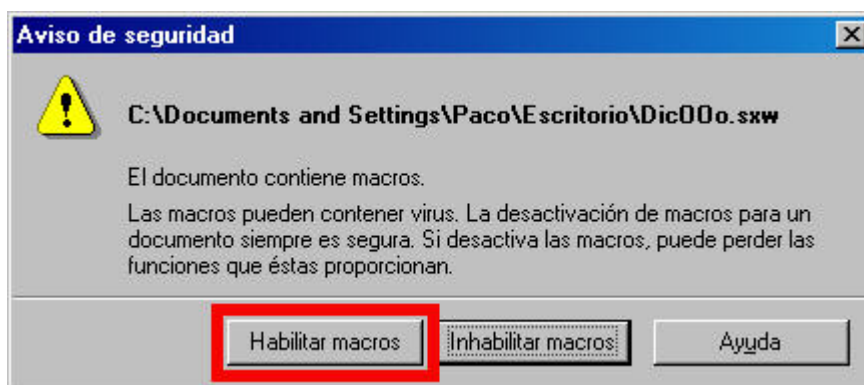 Aviso de seguridad
C:\Documents and Settings\Paco\Escritorio\DicOOo.sxw
El documento contiene macros.
Las macros pueden contener virus. La desactivación de macros para un
documento siempre es segura. Si desactiva las macros, puede perder las
funciones que éstas proporcionan.
Habilitar macros Inhabilitar macros Ayuda